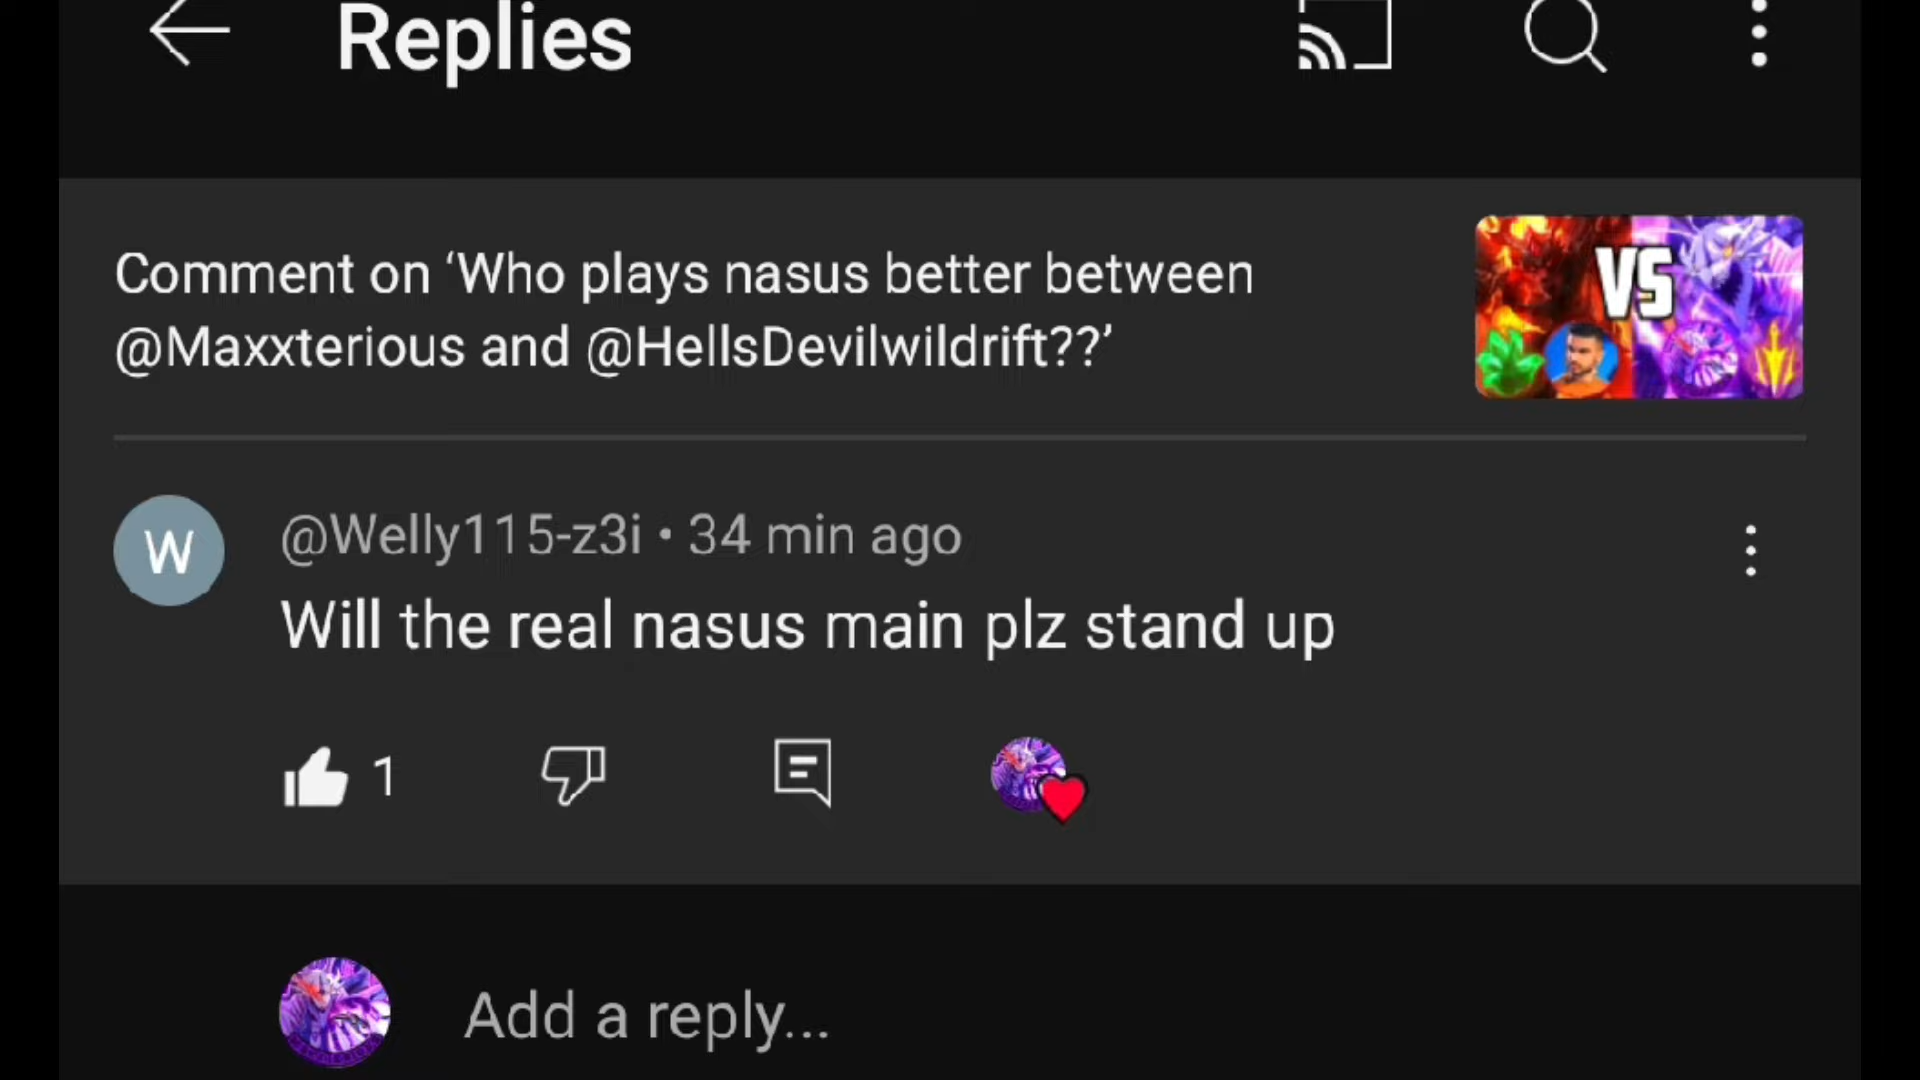 Replies
Comment on ‘Who plays nasus better between
@Maxxterious and @HellsDevilwildrift??’
VS
W
@Welly115-z3i • 34 min ago
Will the real nasus main plz stand up
1
Add a reply...